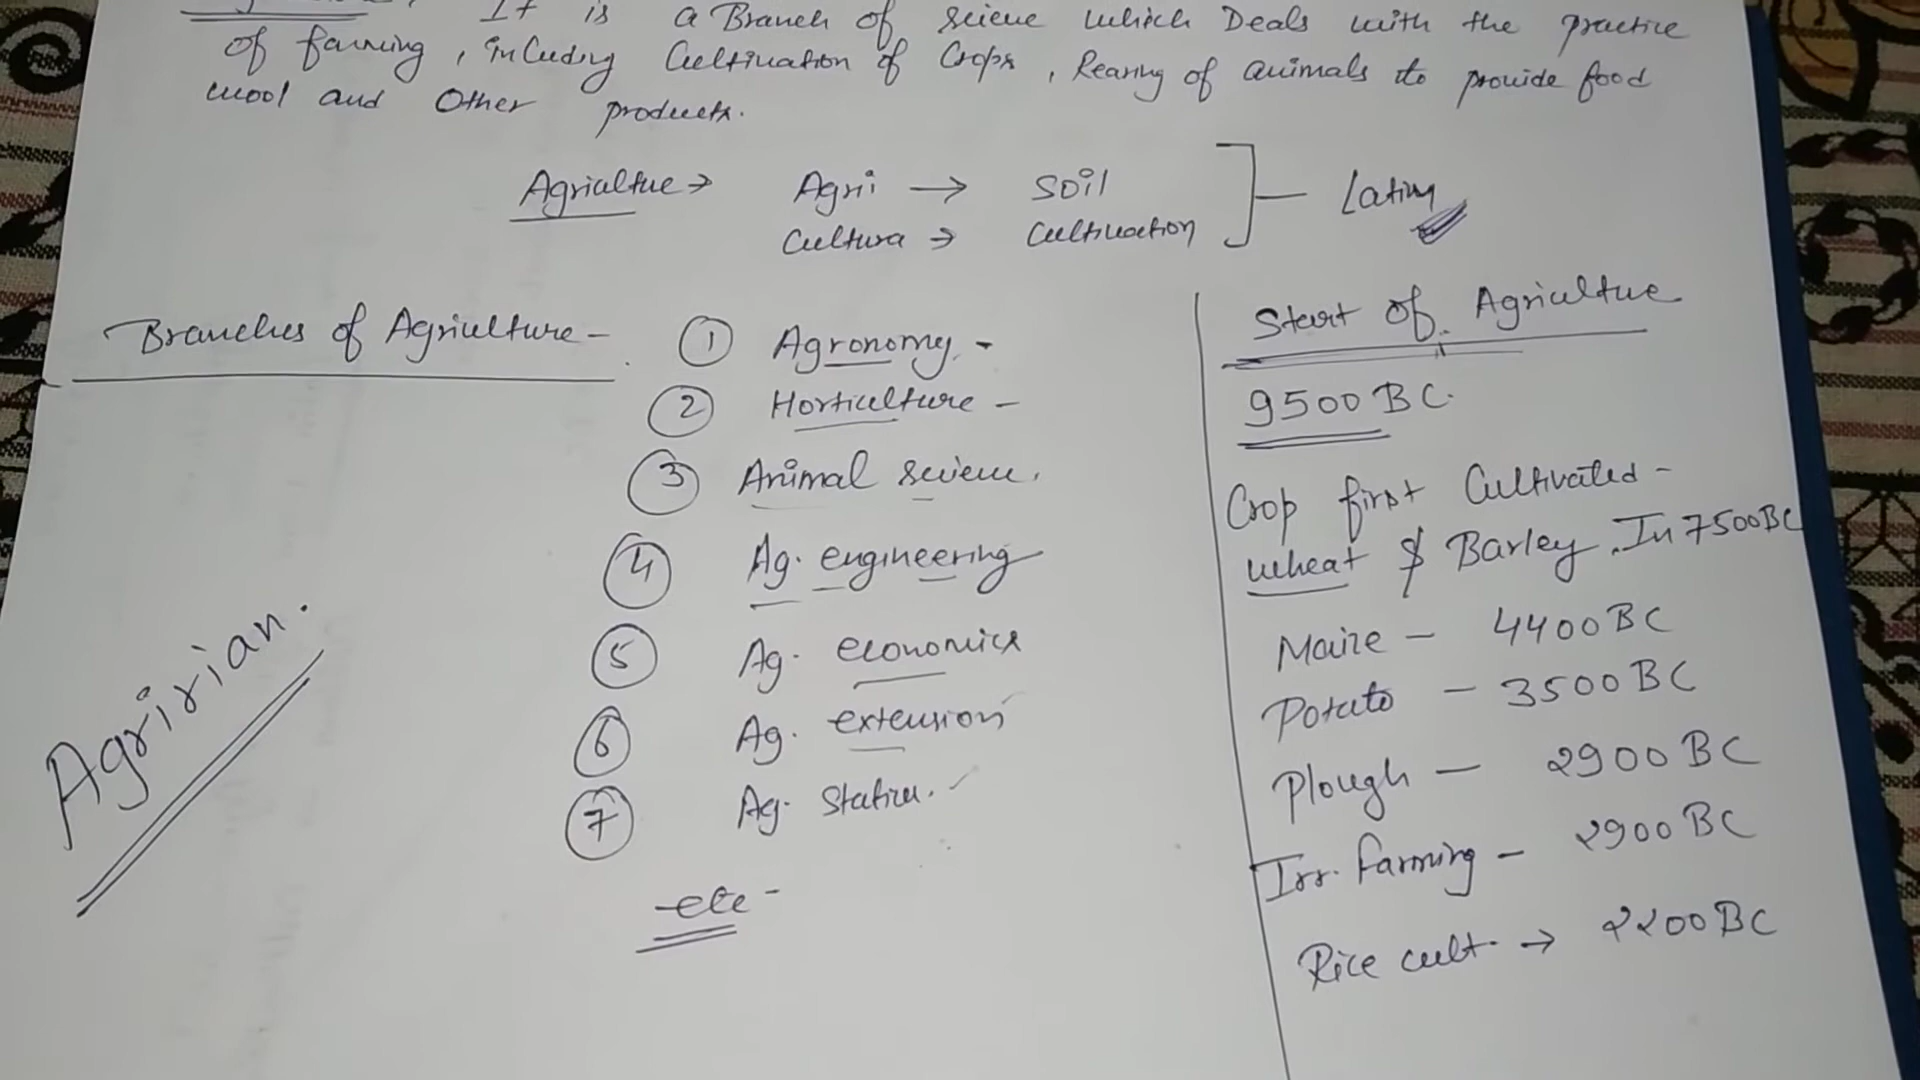 It is a Branch of science which Deals with the practice
of farming, including Cultivation of Crops, Rearing of animals to provide food
wool and Other products.
Agriculture → Agri → Soil
Cultura → Cultivation
Latin
Branches of Agriculture -
① Agronomy -
② Horticulture -
③ Animal science.
④ Ag. engineering
⑤ Ag. economics
⑥ Ag. extension
⑦ Ag.
- etc -
Agririan.
Start of Agriculture
9500 BC.
Crop first Cultivated -
wheat & Barley. In 7500 BC
Maize - 4400 BC
Potato - 3500 BC
Plough - 2900 BC
Irr. farming - 2900 BC
Rice cult. → 2200 BC